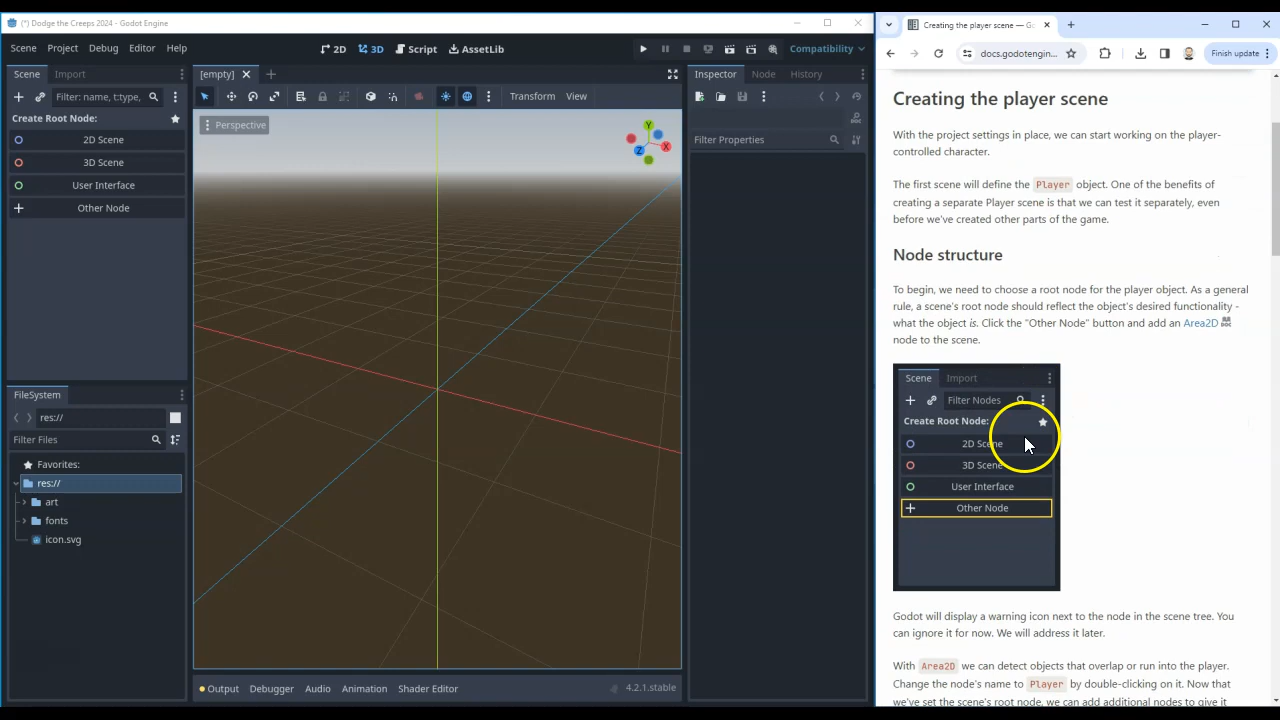 (*) Dodge the Creeps 2024 - Godot Engine
Scene Project Debug Editor Help
2D 3D Script AssetLib
Compatibility
Scene Import
Filter: name, t:type,
Create Root Node:
2D Scene
3D Scene
User Interface
Other Node
FileSystem
res://
Filter Files
Favorites:
res://
art
fonts
icon.svg
[empty]
Transform View
Perspective
Y
X
Z
Output Debugger Audio Animation Shader Editor 4.2.1.stable
Inspector Node History
Filter Properties
Creating the player scene — Go
docs.godotengin...
Finish update
Creating the player scene
With the project settings in place, we can start working on the player-
controlled character.
The first scene will define the Player object. One of the benefits of
creating a separate Player scene is that we can test it separately, even
before we've created other parts of the game.
Node structure
To begin, we need to choose a root node for the player object. As a general
rule, a scene's root node should reflect the object's desired functionality -
what the object is. Click the "Other Node" button and add an Area2D
node to the scene.
Scene Import
Filter Nodes
Create Root Node:
2D Scene
3D Scene
User Interface
Other Node
Godot will display a warning icon next to the node in the scene tree. You
can ignore it for now. We will address it later.
With Area2D we can detect objects that overlap or run into the player.
Change the node's name to Player by double-clicking on it. Now that
we've set the scene's root node, we can add additional nodes to give it